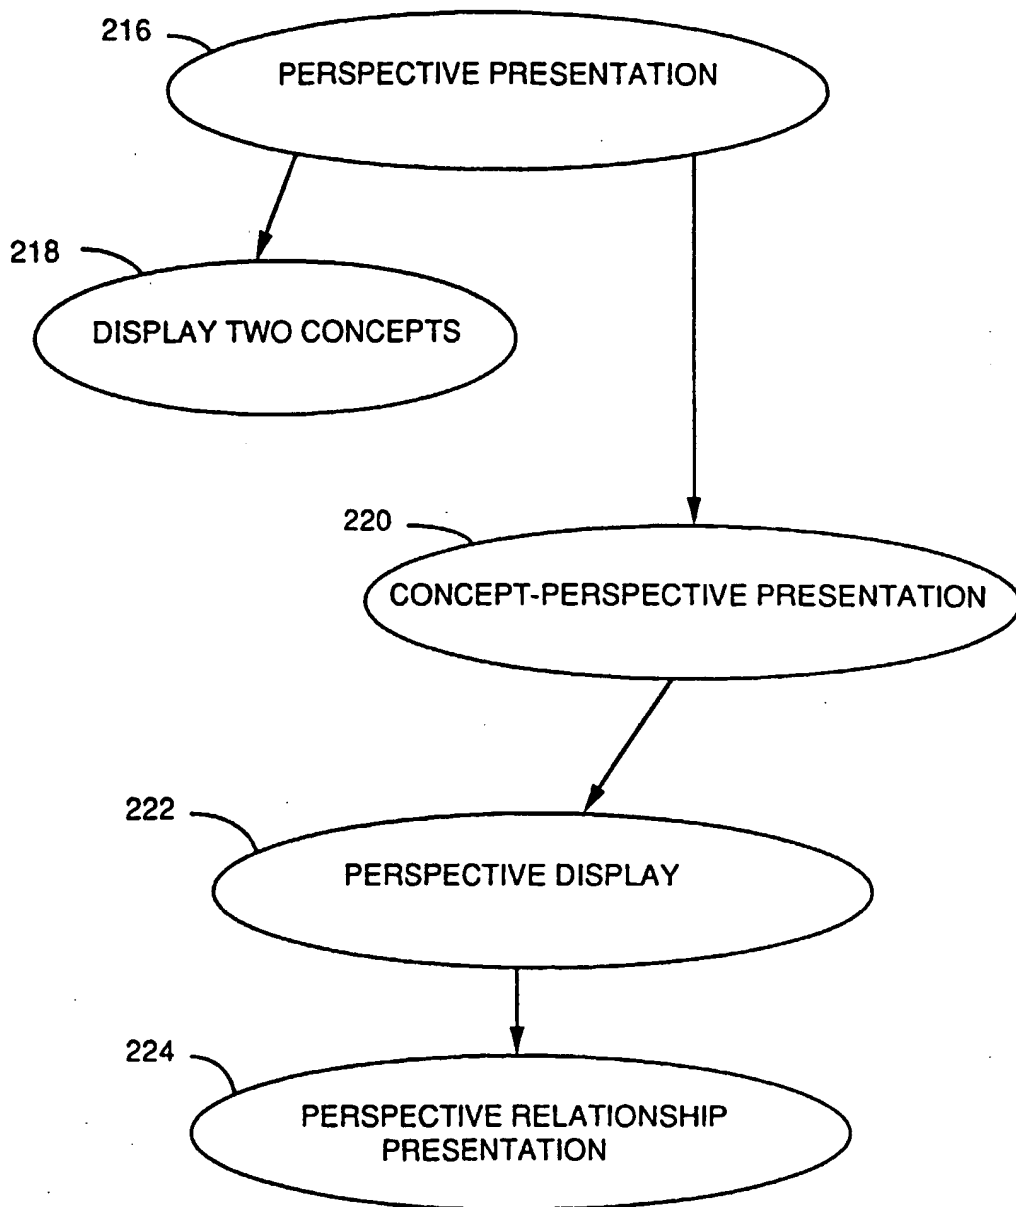 216
PERSPECTIVE PRESENTATION
218
DISPLAY TWO CONCEPTS
220
CONCEPT-PERSPECTIVE PRESENTATION
222
PERSPECTIVE DISPLAY
224
PERSPECTIVE RELATIONSHIP
PRESENTATION